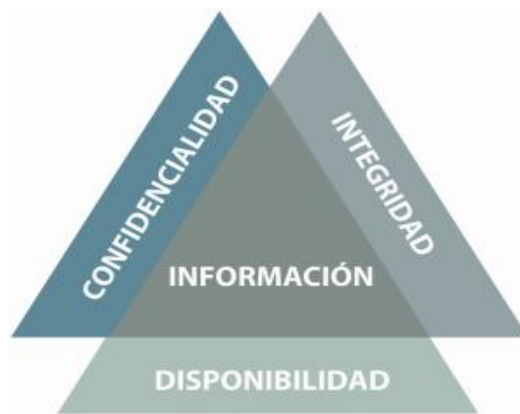 CONFIDENCIALIDAD
INTEGRIDAD
INFORMACIÓN
DISPONIBILIDAD